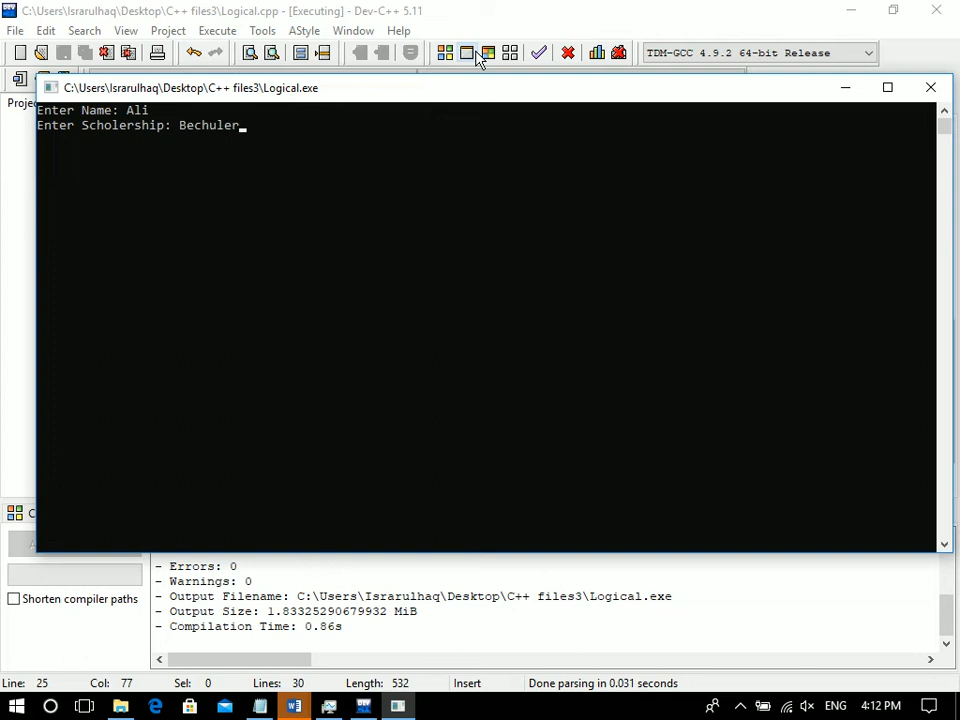 C:\Users\Israrulhaq\Desktop\C++ files3\Logical.cpp - [Executing] - Dev-C++ 5.11
File Edit Search View Project Execute Tools AStyle Window Help
TDM-GCC 4.9.2 64-bit Release
C:\Users\Israrulhaq\Desktop\C++ files3\Logical.exe
Enter Name: Ali
Enter Scholership: Bechuler
- Errors: 0
- Warnings: 0
- Output Filename: C:\Users\Israrulhaq\Desktop\C++ files3\Logical.exe
Shorten compiler paths
- Output Size: 1.83325290679932 MiB
- Compilation Time: 0.86s
Line: 25 Col: 77 Sel: 0 Lines: 30 Length: 532 Insert Done parsing in 0.031 seconds
ENG 4:12 PM